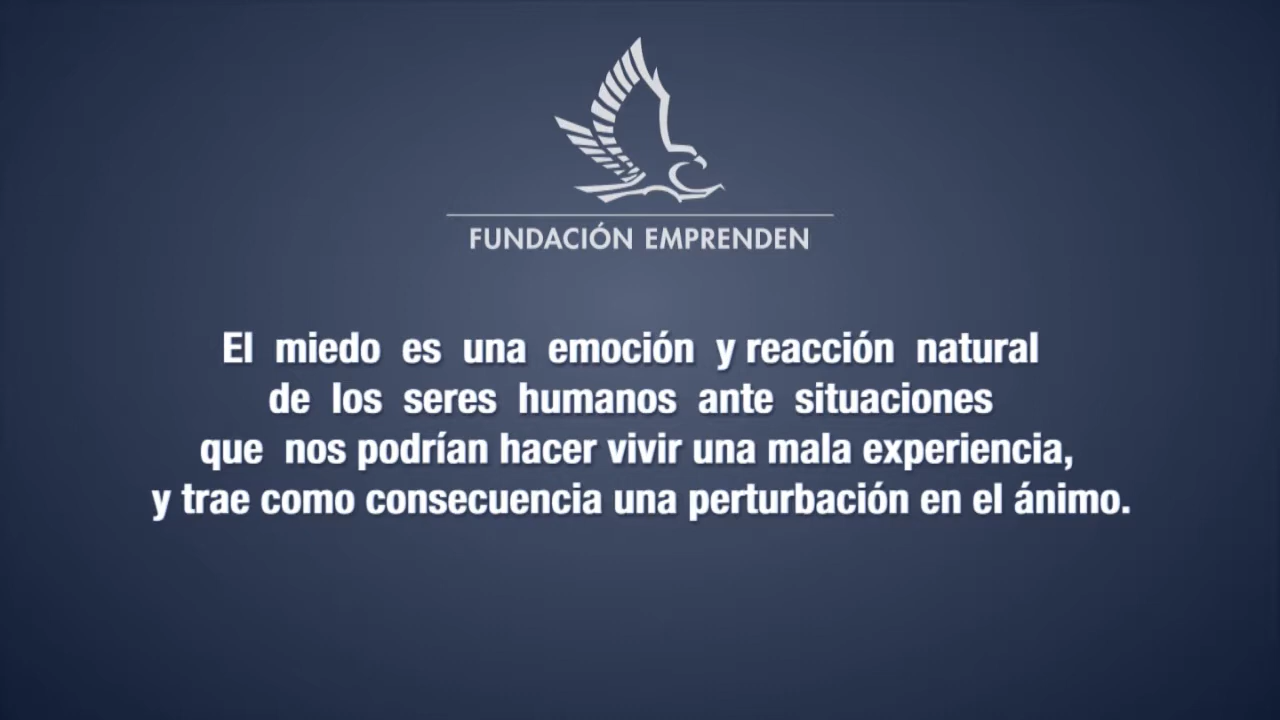 FUNDACIÓN EMPRENDEN
El miedo es una emoción y reacción natural
de los seres humanos ante situaciones
que nos podrían hacer vivir una mala experiencia,
y trae como consecuencia una perturbación en el ánimo.